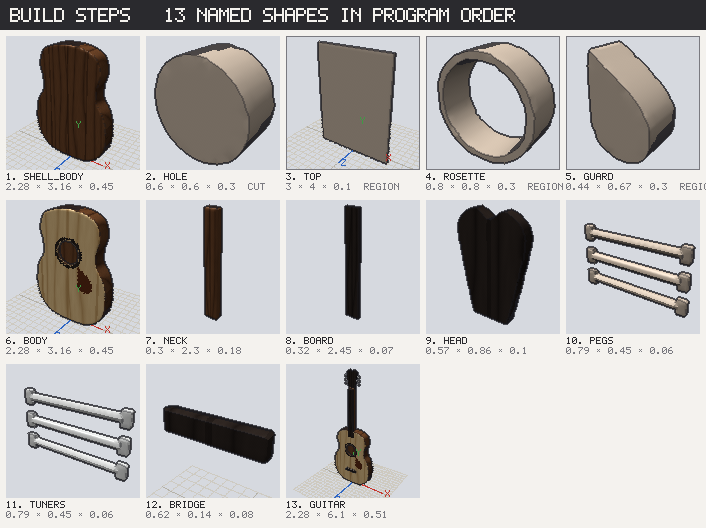 BUILD STEPS 13 NAMED SHAPES IN PROGRAM ORDER
1. SHELL_BODY
2.28 × 3.16 × 0.45
2. HOLE
0.6 × 0.6 × 0.3 CUT
3. TOP
3 × 4 × 0.1 REGION
4. ROSETTE
0.8 × 0.8 × 0.3 REGION
5. GUARD
0.44 × 0.67 × 0.3 REGI
6. BODY
2.28 × 3.16 × 0.45
7. NECK
0.3 × 2.3 × 0.18
8. BOARD
0.32 × 2.45 × 0.07
9. HEAD
0.57 × 0.86 × 0.1
10. PEGS
0.79 × 0.45 × 0.06
11. TUNERS
0.79 × 0.45 × 0.06
12. BRIDGE
0.62 × 0.14 × 0.08
13. GUITAR
2.28 × 6.1 × 0.51